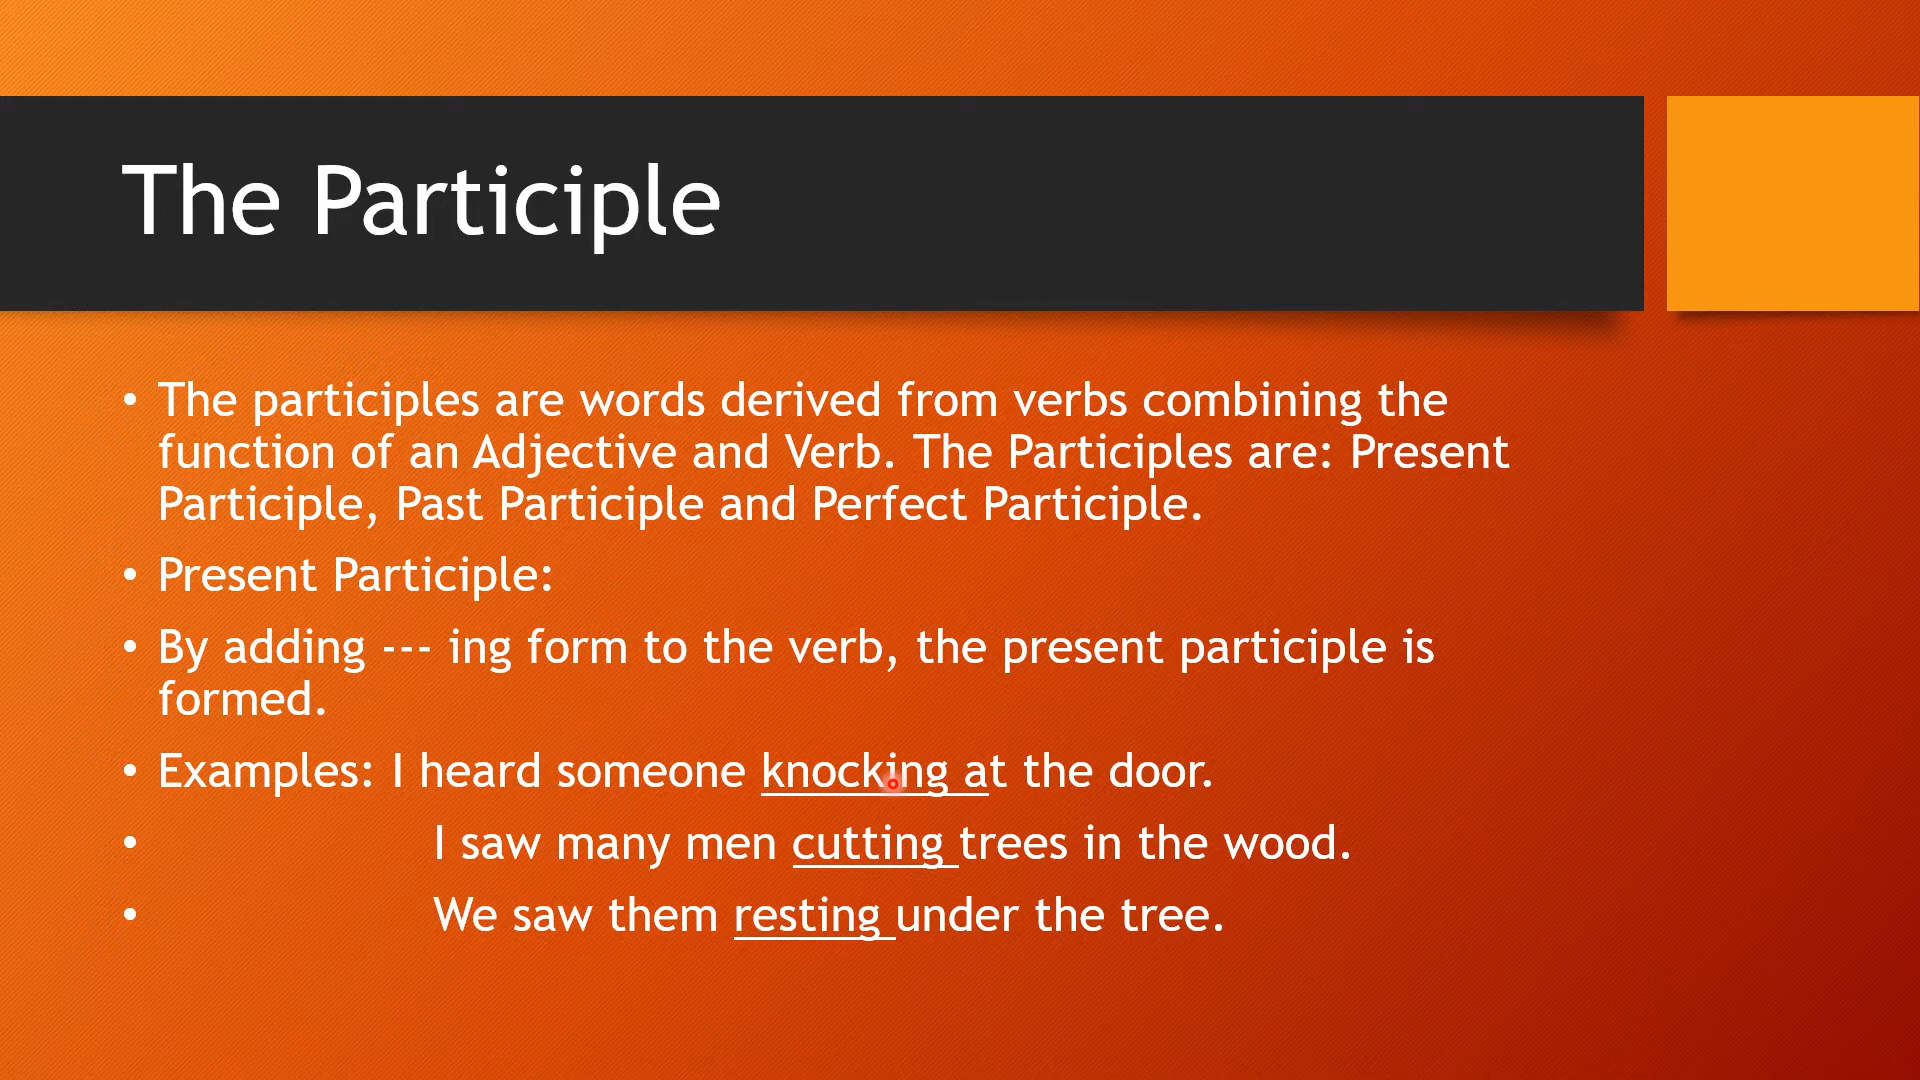 The Participle
• The participles are words derived from verbs combining the
function of an Adjective and Verb. The Participles are: Present
Participle, Past Participle and Perfect Participle.
• Present Participle:
• By adding --- ing form to the verb, the present participle is
formed.
• Examples: I heard someone knocking at the door.
• I saw many men cutting trees in the wood.
• We saw them resting under the tree.